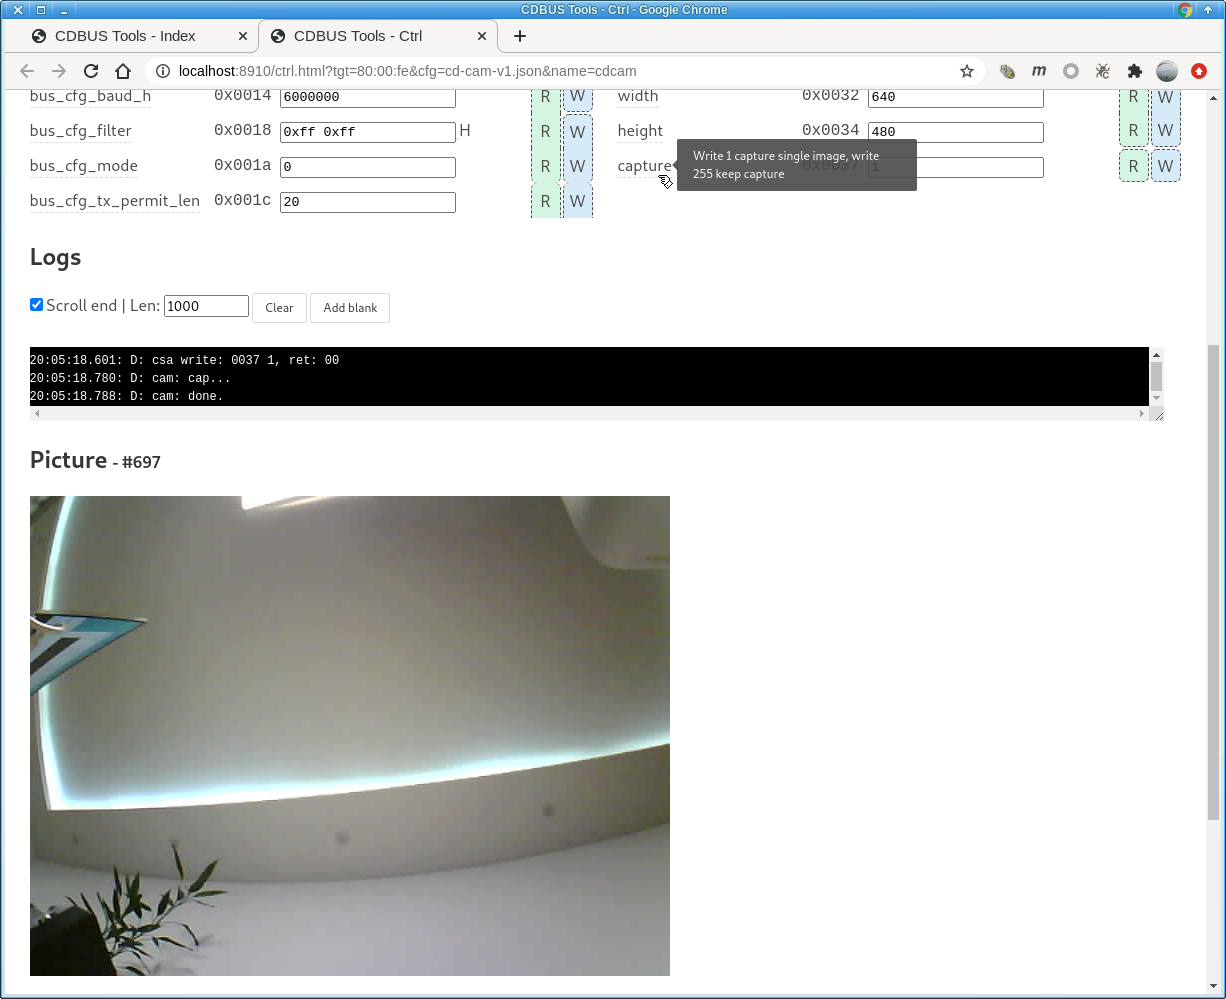 CDBUS Tools - Ctrl - Google Chrome
CDBUS Tools - Index
CDBUS Tools - Ctrl
localhost:8910/ctrl.html?tgt=80:00:fe&cfg=cd-cam-v1.json&name=cdcam
bus_cfg_baud_h 0x0014 6000000 R W width 0x0032 640 R W
bus_cfg_filter 0x0018 0xff 0xff H R W height 0x0034 480 R W
bus_cfg_mode 0x001a 0 R W capture 0x0037 1 R W
Write 1 capture single image, write
255 keep capture
bus_cfg_tx_permit_len 0x001c 20 R W
Logs
Scroll end | Len: 1000 Clear Add blank
20:05:18.601: D: csa write: 0037 1, ret: 00
20:05:18.780: D: cam: cap...
20:05:18.788: D: cam: done.
Picture - #697